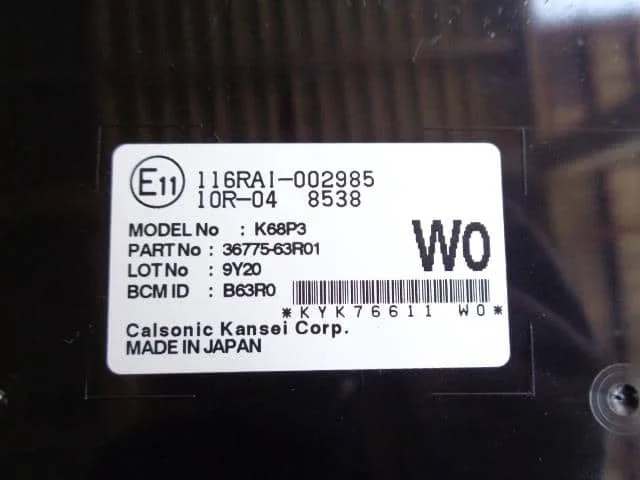 E11 116RAI-002985
10R-04 8538
MODEL No : K68P3
PART No : 36775-63R01
LOT No : 9Y20
BCM ID : B63R0
W0
*KYK76611 W0*
Calsonic Kansei Corp.
MADE IN JAPAN